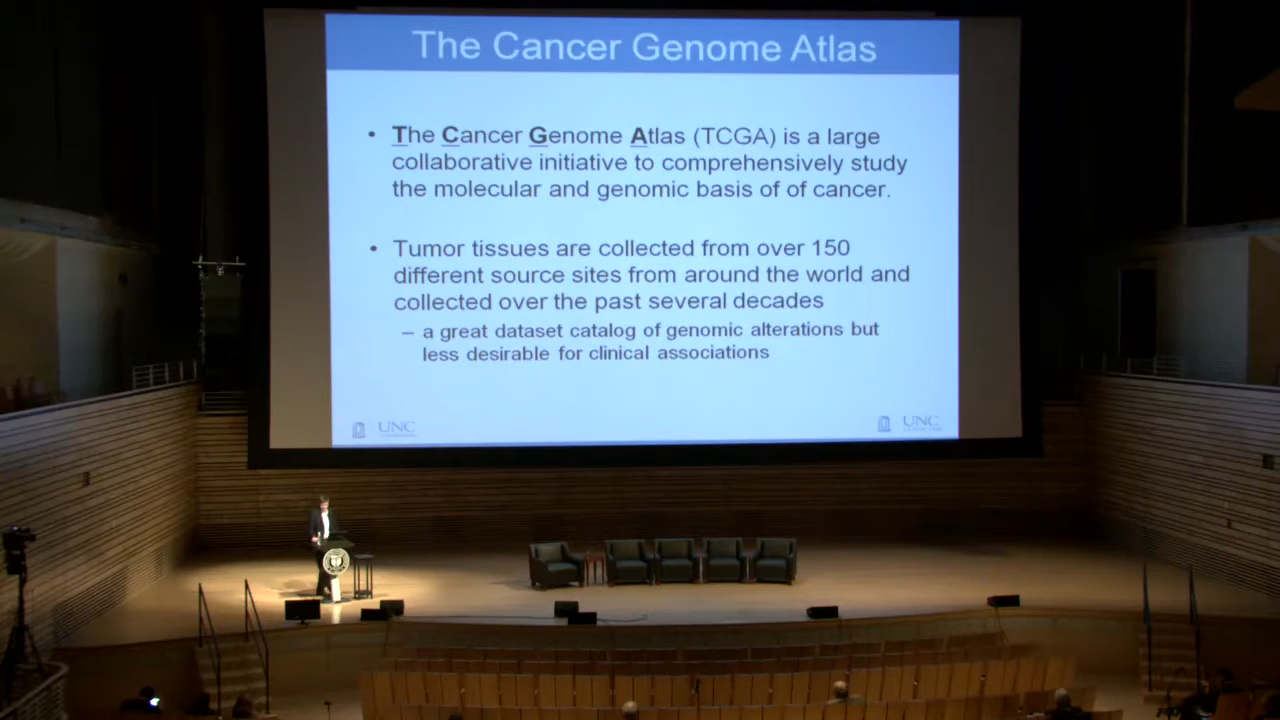 The Cancer Genome Atlas
• The Cancer Genome Atlas (TCGA) is a large
collaborative initiative to comprehensively study
the molecular and genomic basis of of cancer.
• Tumor tissues are collected from over 150
different source sites from around the world and
collected over the past several decades
– a great dataset catalog of genomic alterations but
less desirable for clinical associations
UNC
UNC